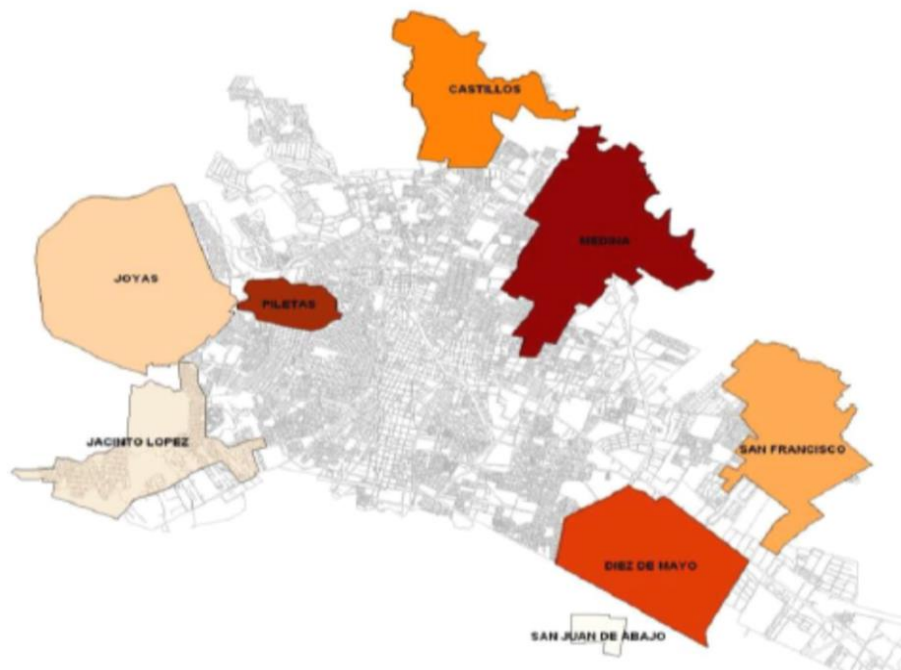 CASTILLOS
MEDINA
JOYAS
PILETAS
JACINTO LOPEZ
SAN FRANCISCO
DIEZ DE MAYO
SAN JUAN DE ABAJO